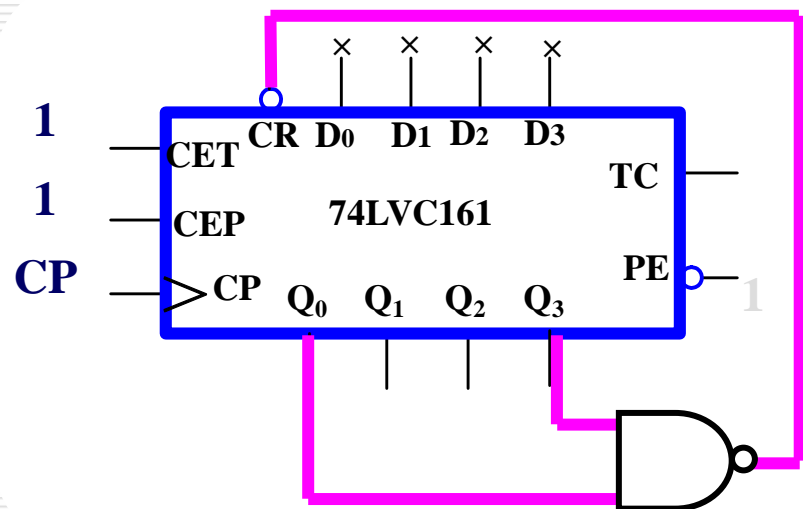 × × × ×
1
CR D0 D1 D2 D3
CET
TC
1
74LVC161
CEP
PE
CP
CP
1
Q0 Q1 Q2 Q3